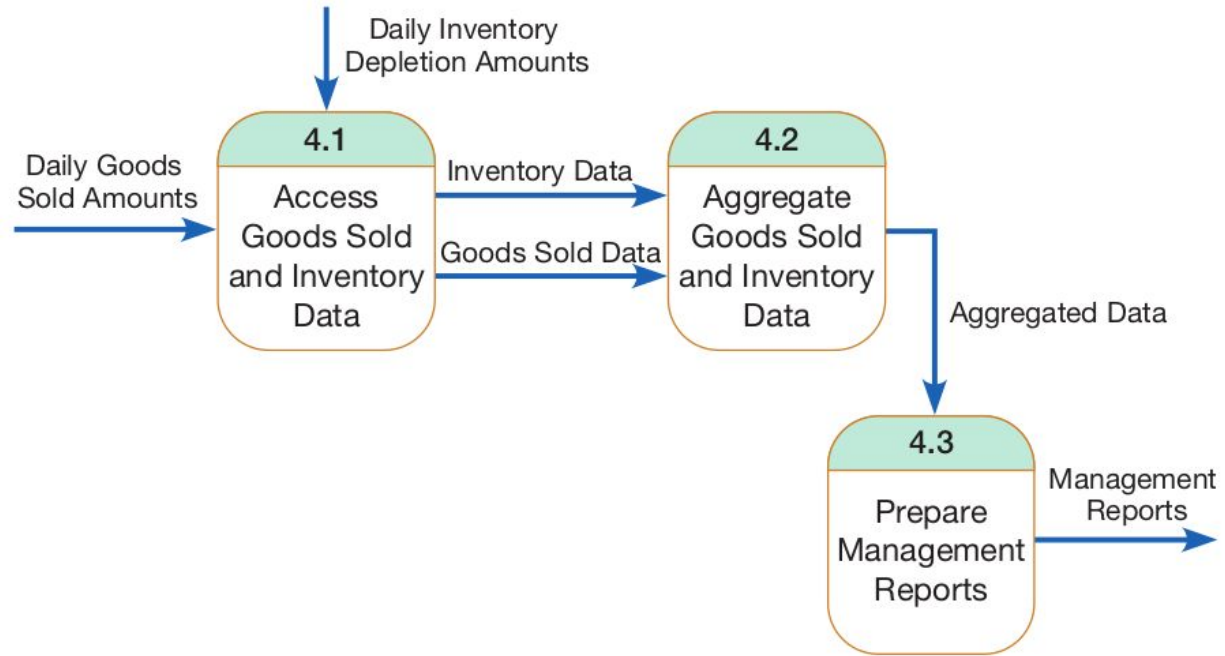 Daily Inventory
Depletion Amounts
Daily Goods
Sold Amounts
4.1
Access
Goods Sold
and Inventory
Data
Inventory Data
Goods Sold Data
4.2
Aggregate
Goods Sold
and Inventory
Data
Aggregated Data
4.3
Prepare
Management
Reports
Management
Reports